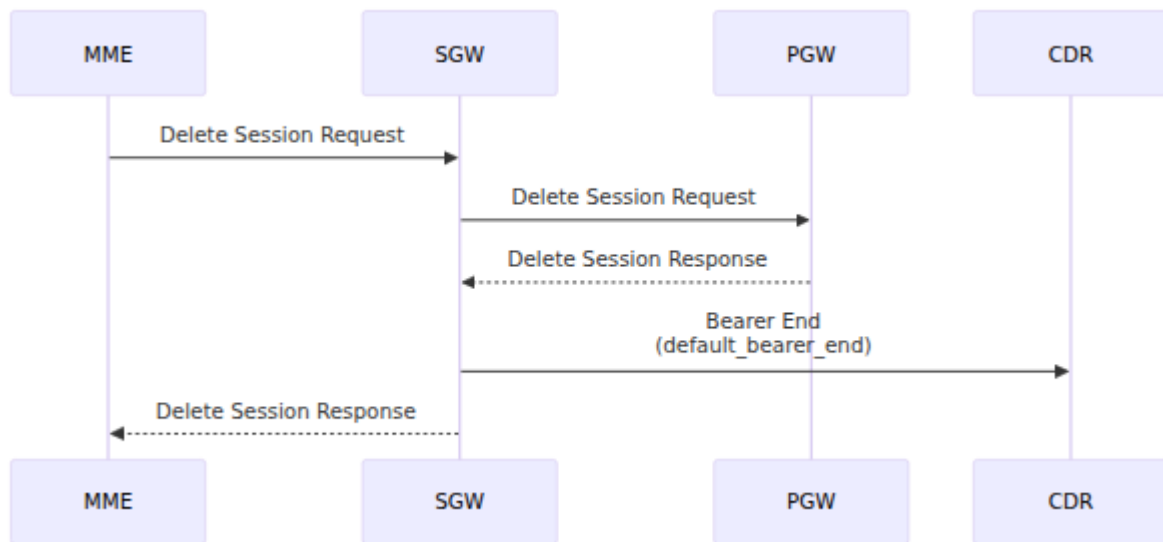 MME
SGW
PGW
CDR
Delete Session Request
Delete Session Request
Delete Session Response
Bearer End
(default_bearer_end)
Delete Session Response
MME
SGW
PGW
CDR